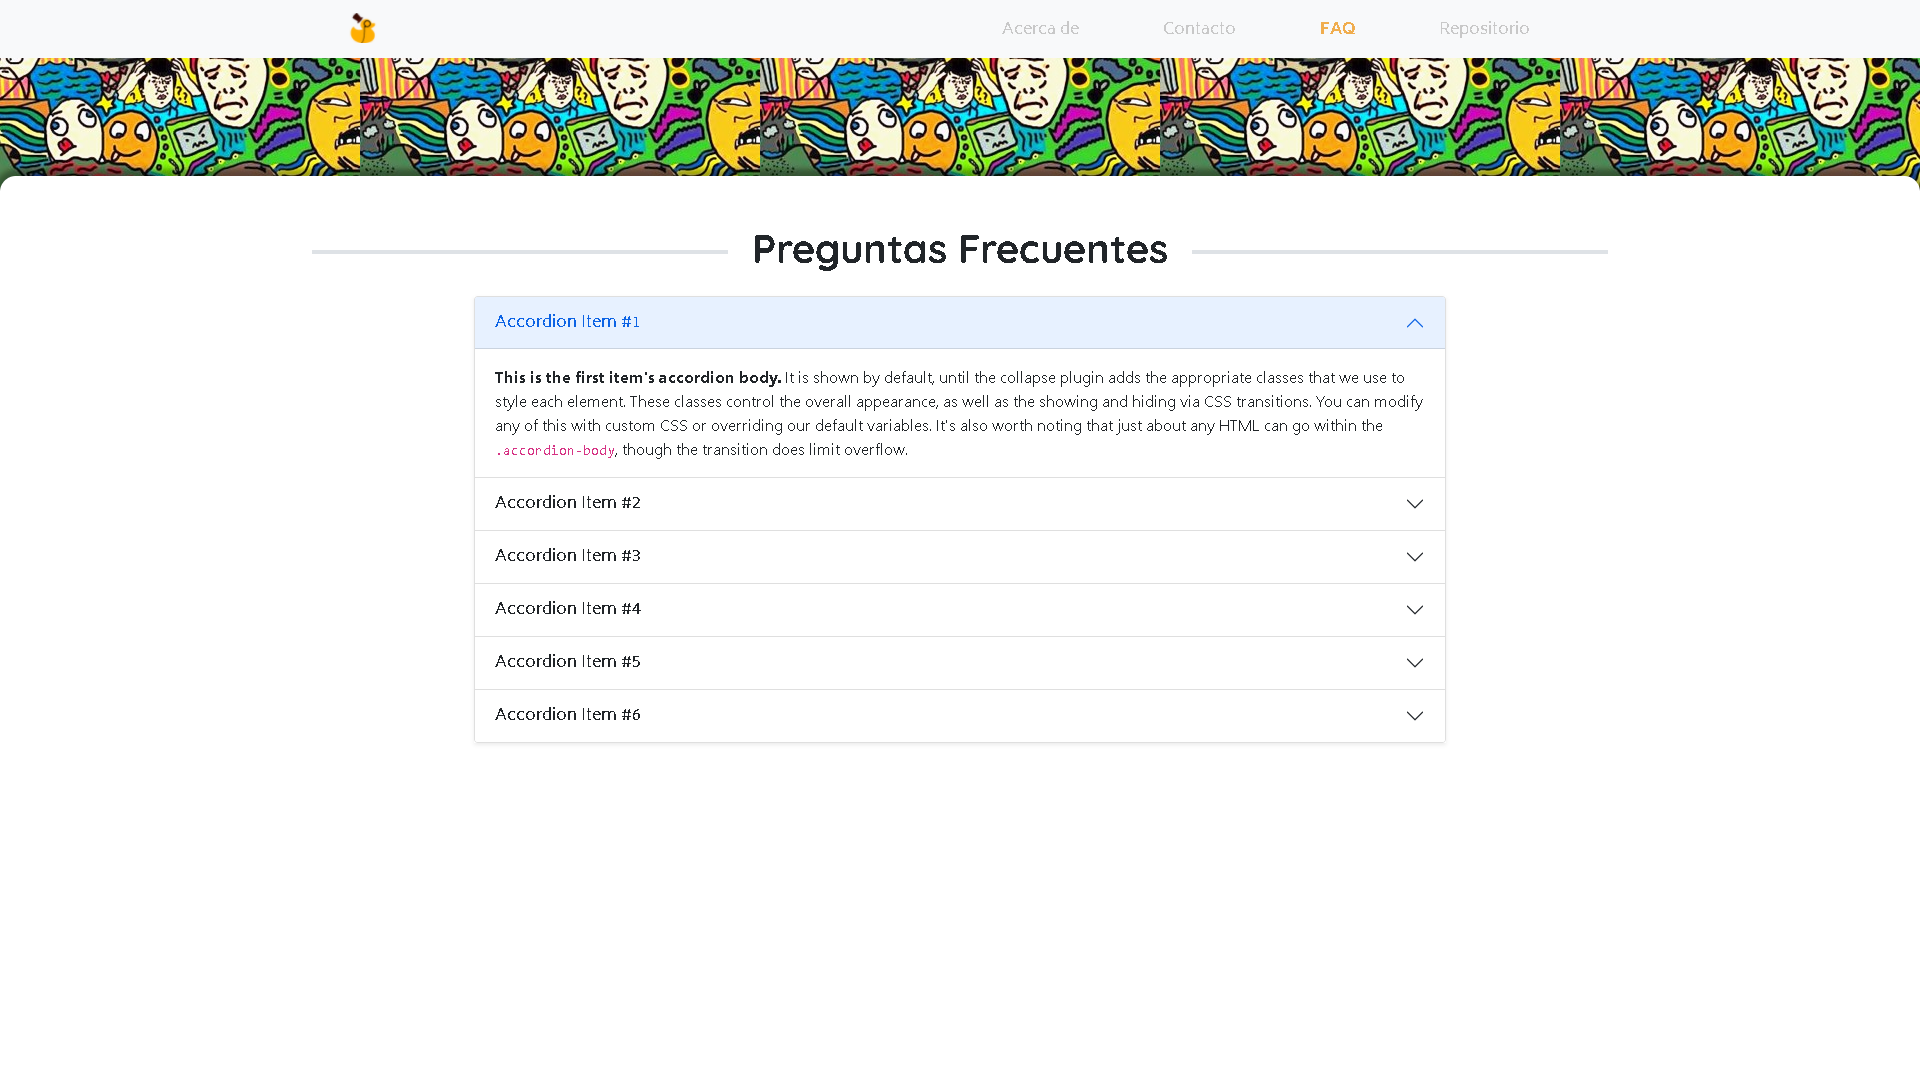 Acerca de
Contacto
FAQ
Repositorio
Preguntas Frecuentes
Accordion Item #1
This is the first item's accordion body. It is shown by default, until the collapse plugin adds the appropriate classes that we use to
style each element. These classes control the overall appearance, as well as the showing and hiding via CSS transitions. You can modify
any of this with custom CSS or overriding our default variables. It's also worth noting that just about any HTML can go within the
.accordion-body, though the transition does limit overflow.
Accordion Item #2
Accordion Item #3
Accordion Item #4
Accordion Item #5
Accordion Item #6